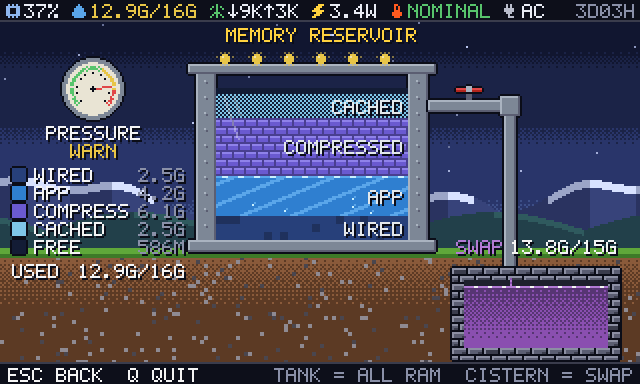 37% 12.9G/16G ↓9K↑3K 3.4W NOMINAL AC 3D03H
MEMORY RESERVOIR
CACHED
PRESSURE
WARN
COMPRESSED
WIRED 2.5G
APP 4.2G
APP
COMPRESS 6.1G
CACHED 2.5G
WIRED
FREE 586M
SWAP 13.8G/15G
USED 12.9G/16G
ESC BACK Q QUIT TANK = ALL RAM CISTERN = SWAP